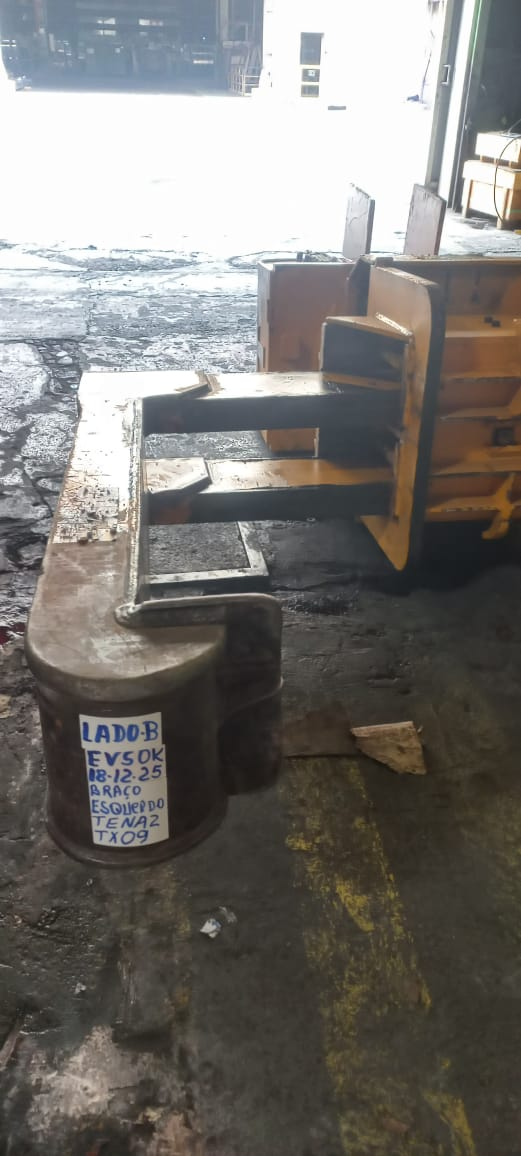 LADO-B
EV50K
18-12-25
BRAÇO
ESQUERDO
TENAZ
TX09